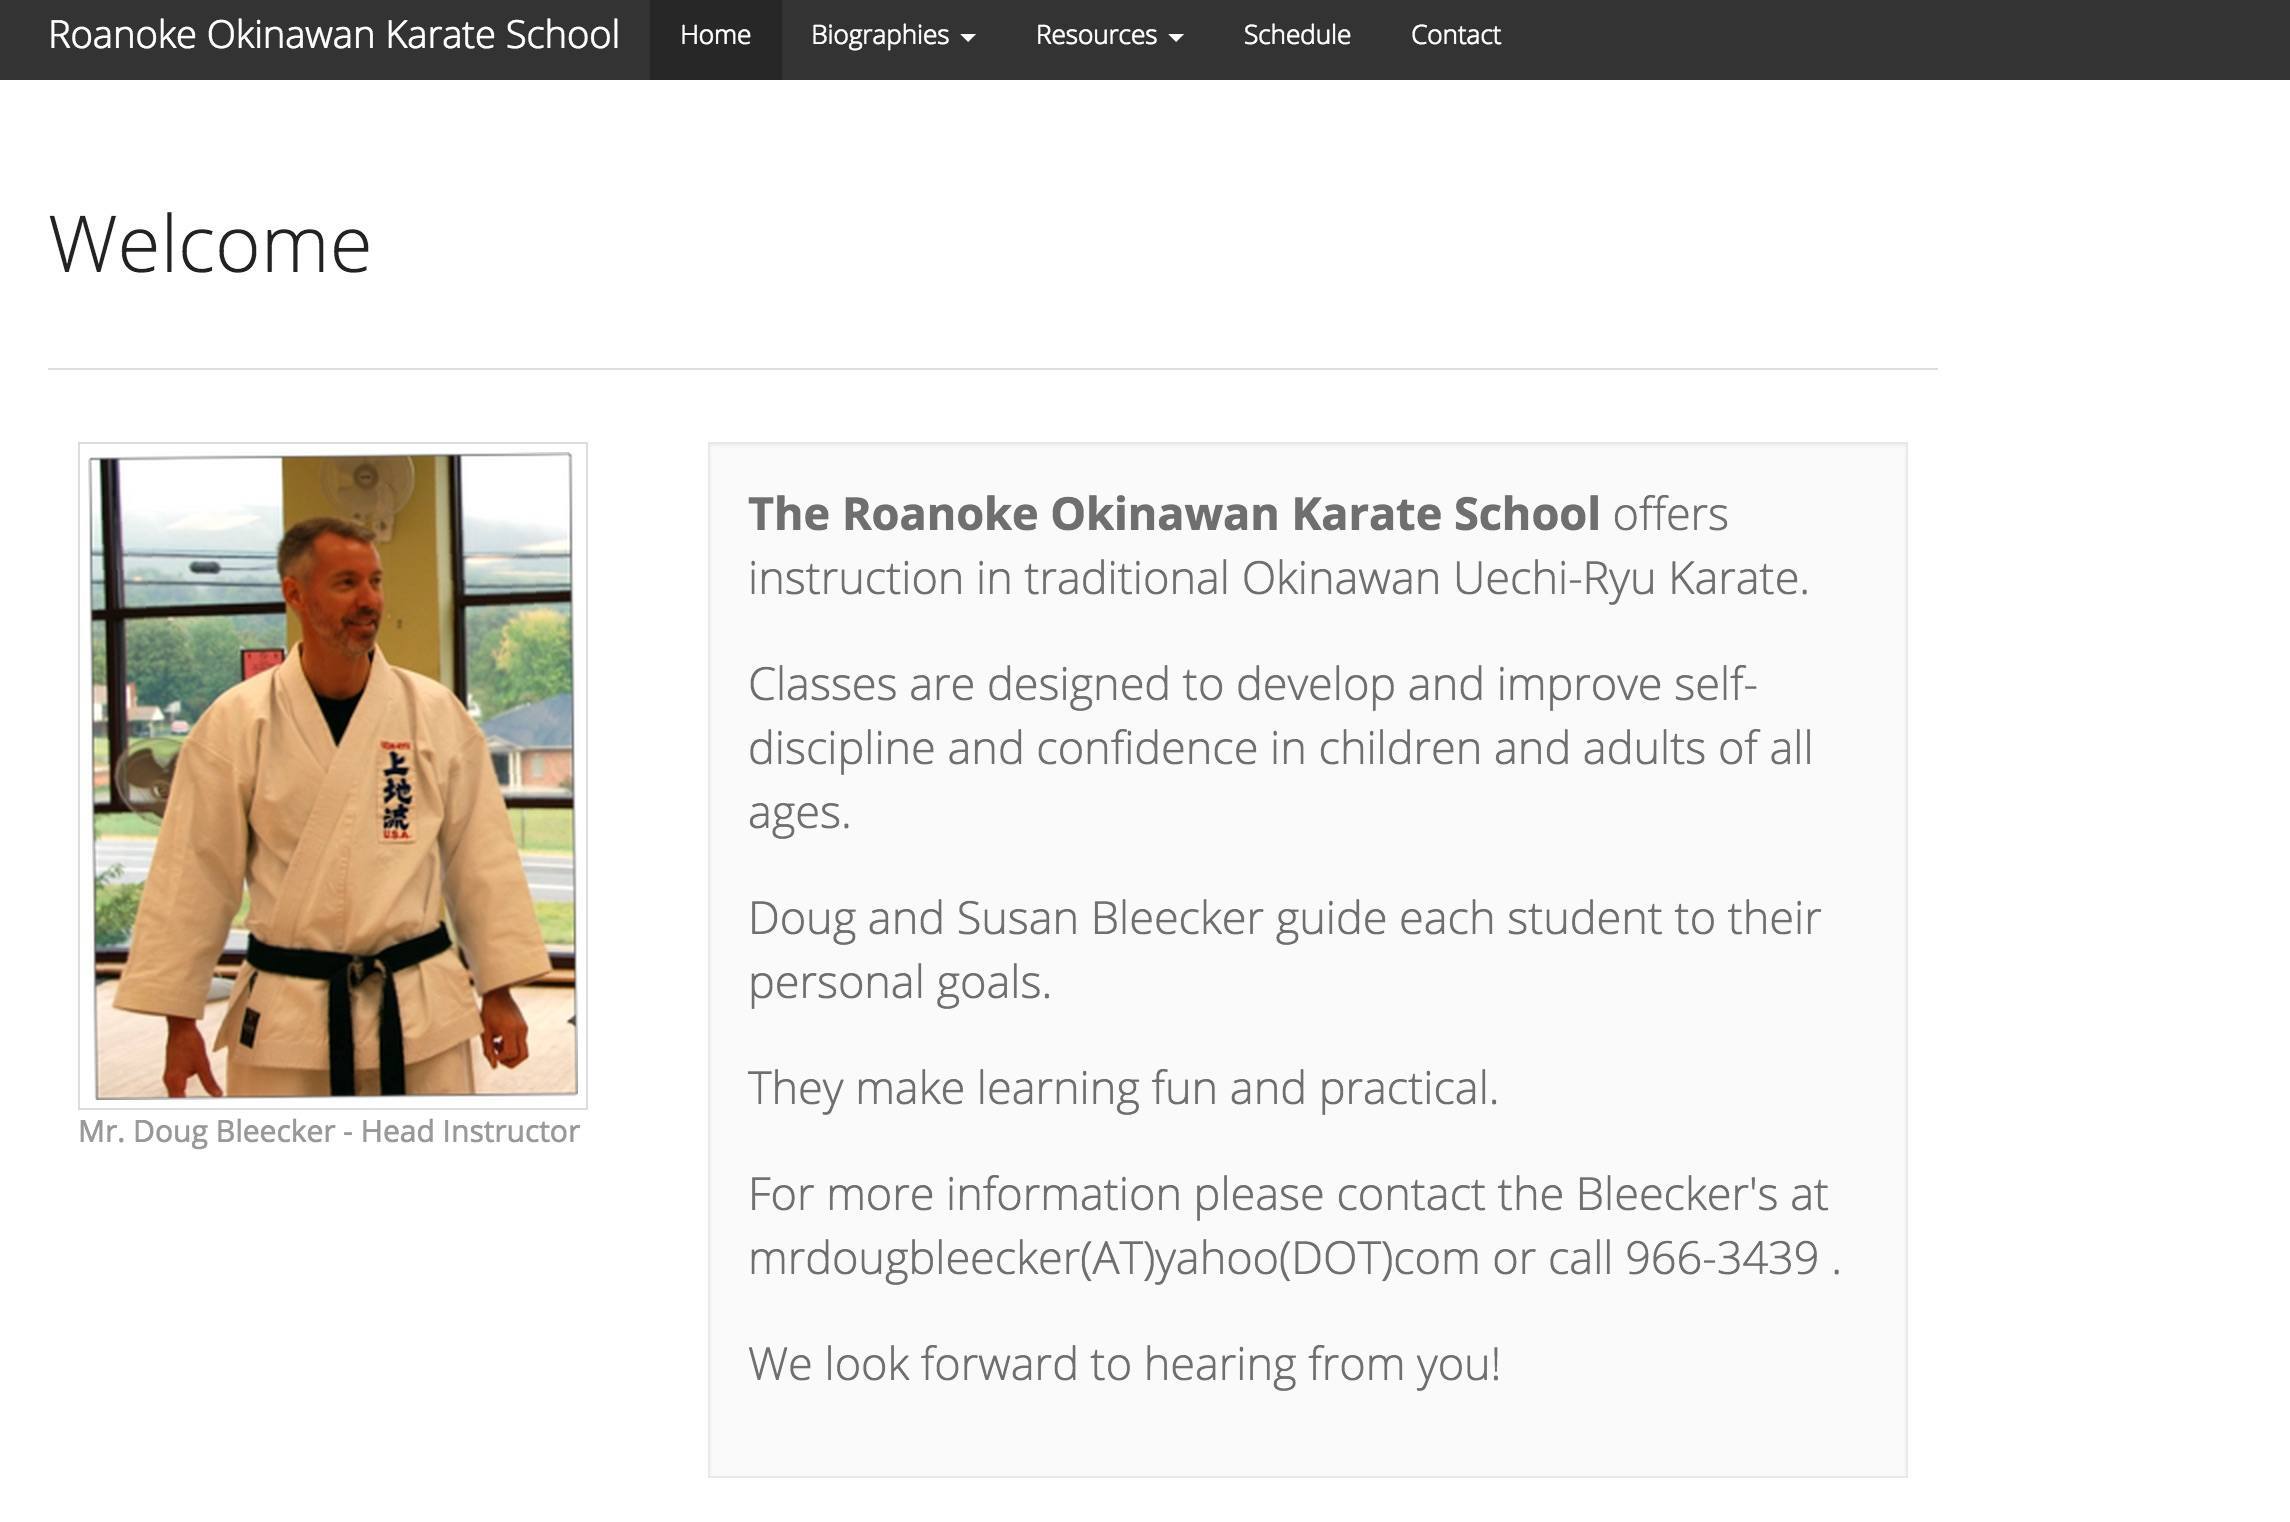 Roanoke Okinawan Karate School Home Biographies Resources Schedule Contact
Welcome
上
地
流
U.S.A.
Mr. Doug Bleecker - Head Instructor
The Roanoke Okinawan Karate School offers
instruction in traditional Okinawan Uechi-Ryu Karate.
Classes are designed to develop and improve self-
discipline and confidence in children and adults of all
ages.
Doug and Susan Bleecker guide each student to their
personal goals.
They make learning fun and practical.
For more information please contact the Bleecker's at
mrdougbleecker(AT)yahoo(DOT)com or call 966-3439 .
We look forward to hearing from you!